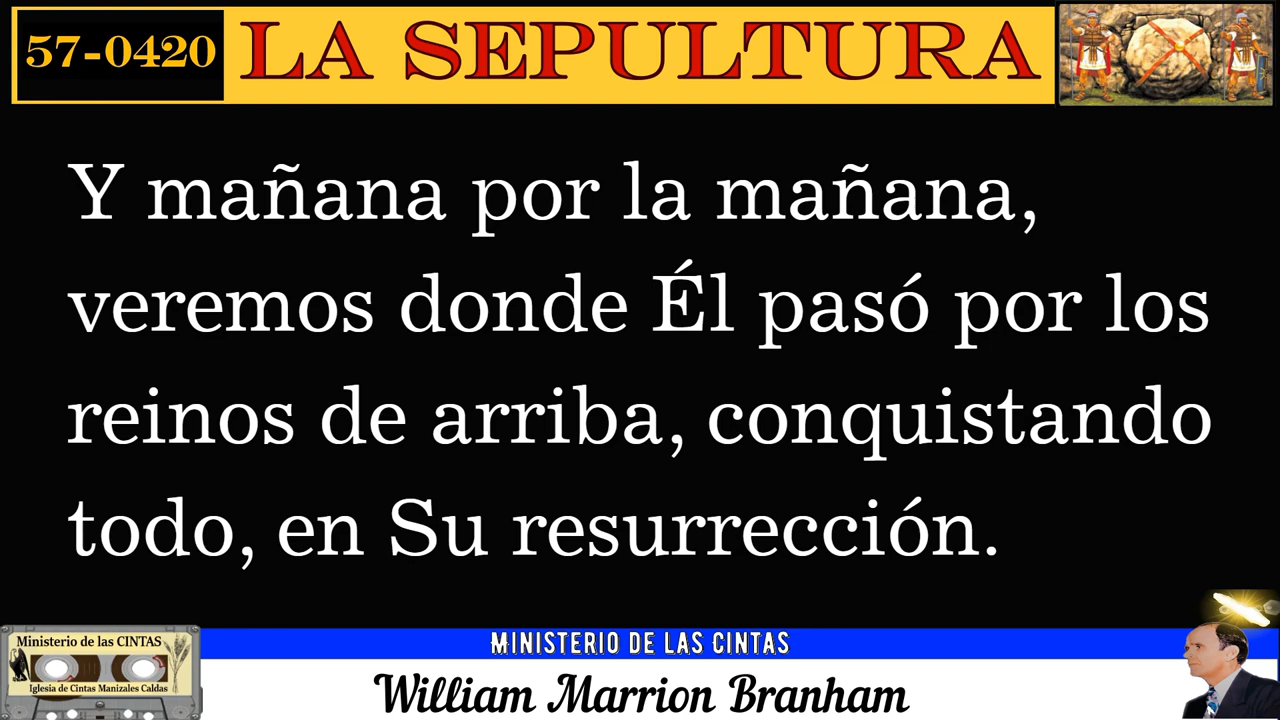 57-0420 LA SEPULTURA
Y mañana por la mañana,
veremos donde Él pasó por los
reinos de arriba, conquistando
todo, en Su resurrección.
MINISTERIO DE LAS CINTAS
Ministerio de las CINTAS
Iglesia de Cintas Manizales Caldas
William Marrion Branham